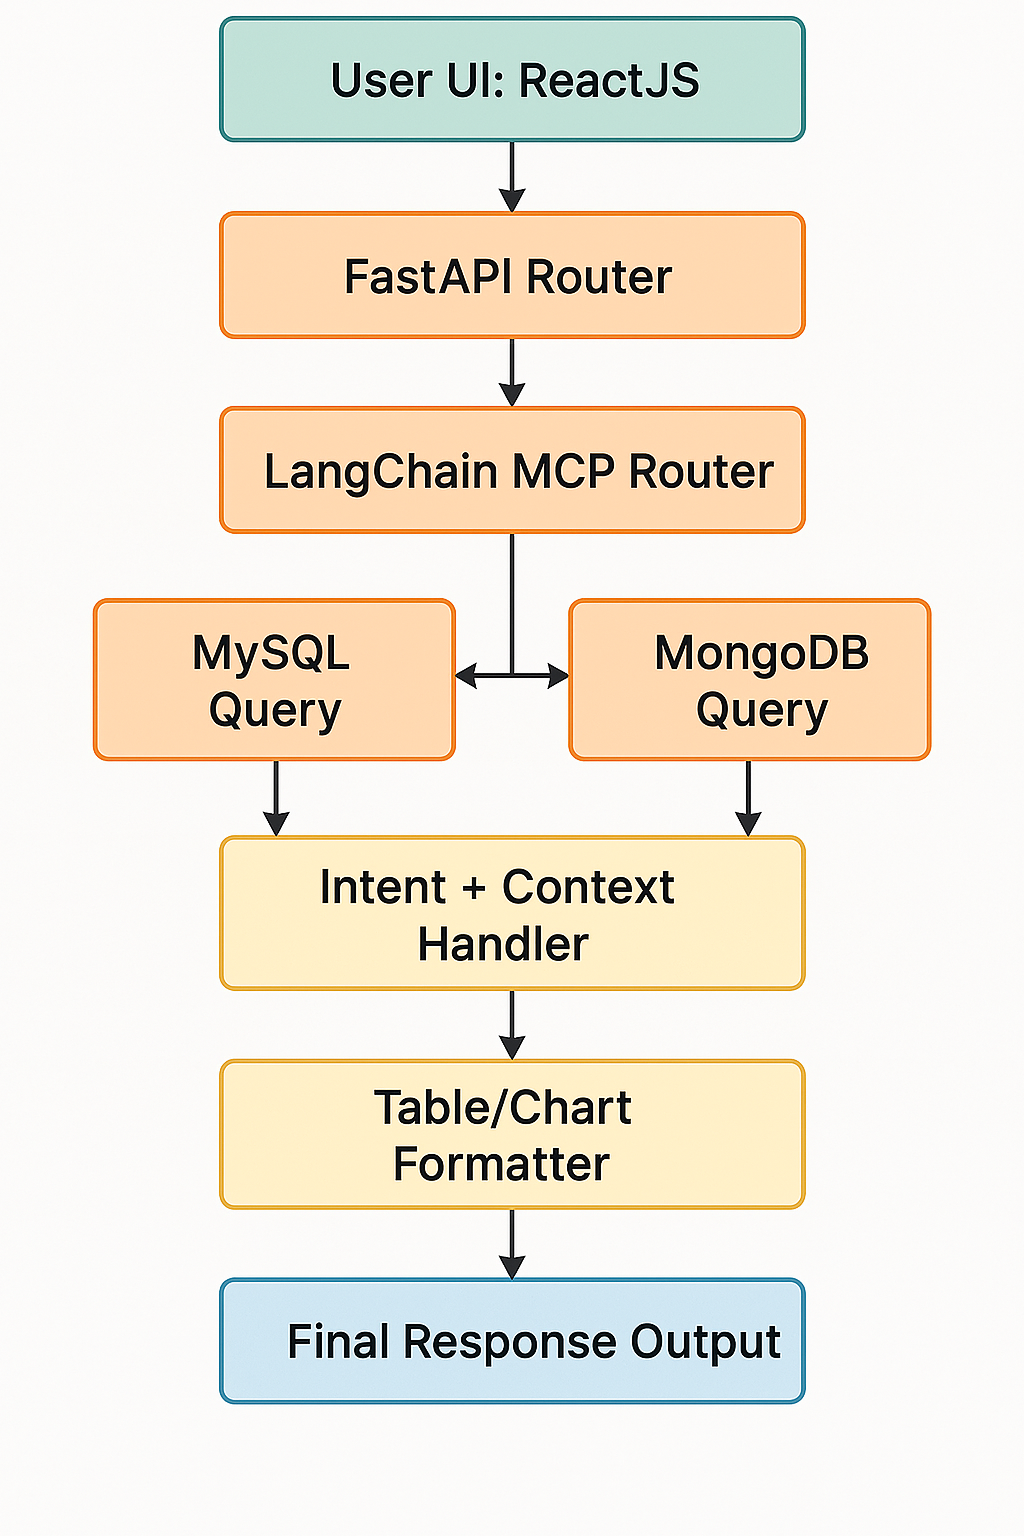 User UI: ReactJS
FastAPI Router
LangChain MCP Router
MySQL
Query
MongoDB
Query
Intent + Context
Handler
Table/Chart
Formatter
Final Response Output